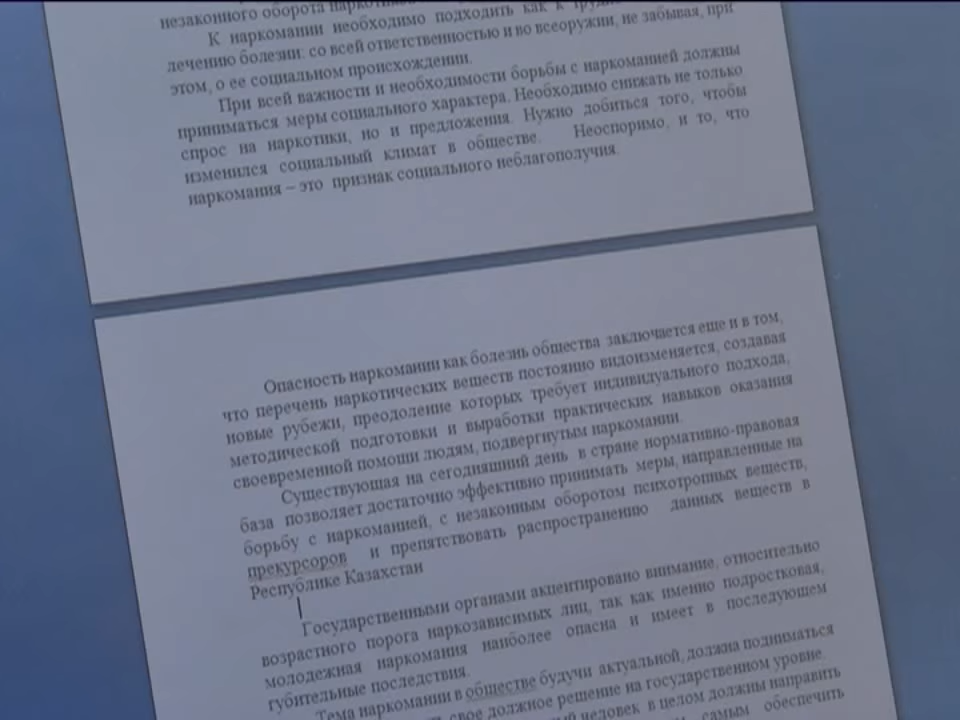 незаконного оборота
К наркомании необходимо подходить как к
лечению болезни: со всей ответственностью и во всеоружии, не забывая, при
этом, о ее социальном происхождении.
При всей важности и необходимости борьбы с наркоманией должны
приниматься меры социального характера. Необходимо снижать не только
спрос на наркотики, но и предложения. Нужно добиться того, чтобы
изменился социальный климат в обществе. Неоспоримо, и то, что
наркомания – это признак социального неблагополучия.
Опасность наркомании как болезнь общества заключается еще и в том,
что перечень наркотических веществ постоянно видоизменяется, создавая
новые рубежи, преодоление которых требует индивидуального подхода,
методической подготовки и выработки практических навыков оказания
своевременной помощи людям, подвергнутым наркомании.
Существующая на сегодняшний день в стране нормативно-правовая
база позволяет достаточно эффективно принимать меры, направленные на
борьбу с наркоманией, с незаконным оборотом психотропных веществ,
прекурсоров и препятствовать распространению данных веществ в
Республике Казахстан
Государственными органами акцентировано внимание, относительно
возрастного порога наркозависимых лиц, так как именно подростковая,
молодежная наркомания наиболее опасна и имеет в последующем
губительные последствия.
Тема наркомании в обществе будучи актуальной, должна подниматься
свое должное решение на государственном уровне.
человек в целом должны направить
самым обеспечить